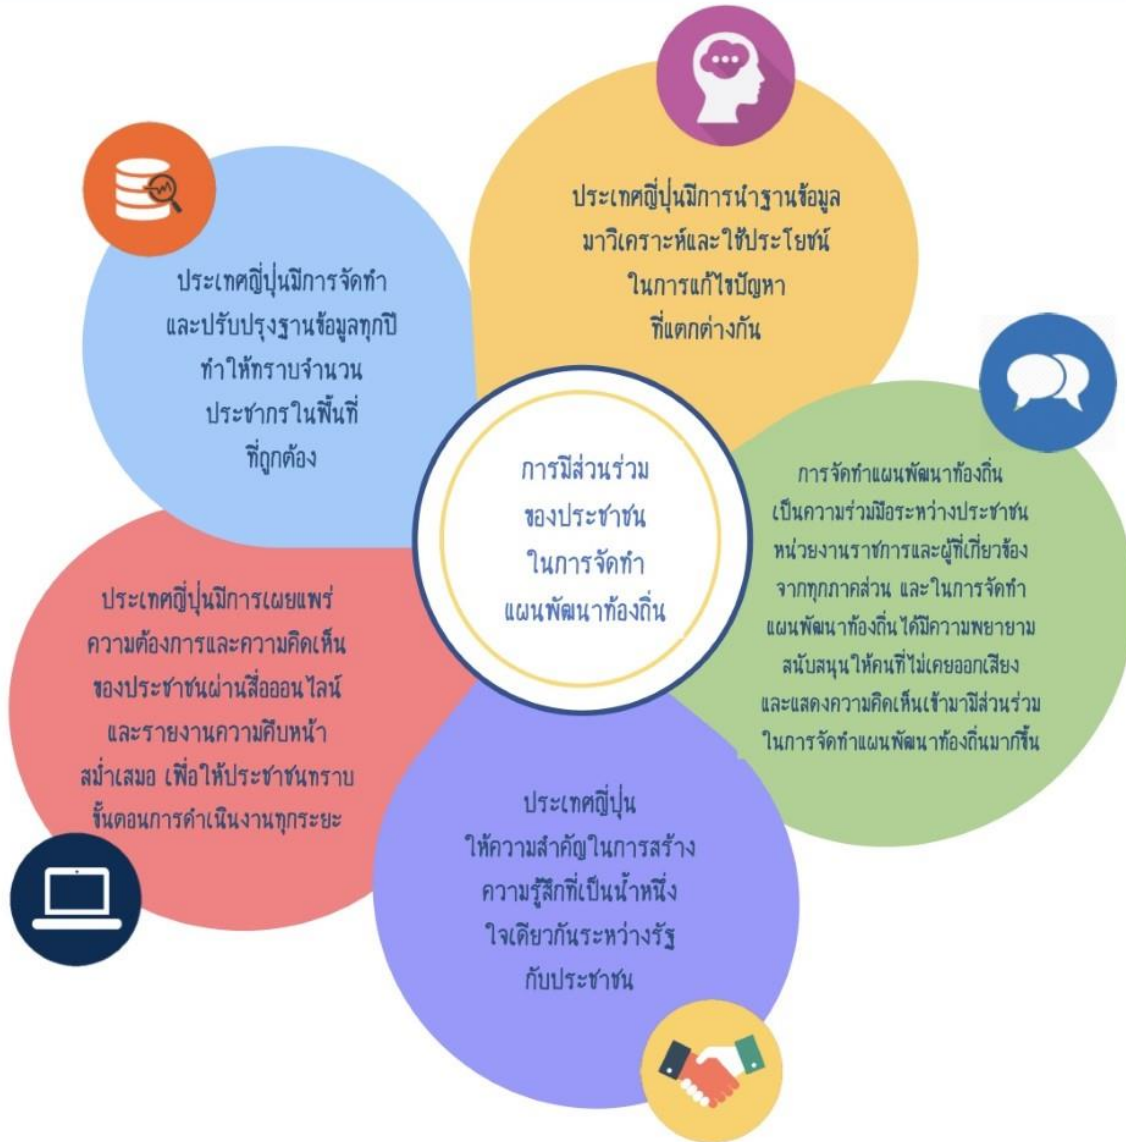 ประเทศญี่ปุ่นมีการนำฐานข้อมูล
มาวิเคราะห์และใช้ประโยชน์
ในการแก้ไขปัญหา
ที่แตกต่างกัน
ประเทศญี่ปุ่นมีการจัดทำ
และปรับปรุงฐานข้อมูลทุกปี
ทำให้ทราบจำนวน
ประชากรในพื้นที่
ที่ถูกต้อง
การมีส่วนร่วม
ของประชาชน
ในการจัดทำ
แผนพัฒนาท้องถิ่น
การจัดทำแผนพัฒนาท้องถิ่น
เป็นความร่วมมือระหว่างประชาชน
หน่วยงานราชการและผู้ที่เกี่ยวข้อง
จากทุกภาคส่วน และในการจัดทำ
แผนพัฒนาท้องถิ่นได้มีความพยายาม
สนับสนุนให้คนที่ไม่เคยออกเสียง
และแสดงความคิดเห็นเข้ามามีส่วนร่วม
ในการจัดทำแผนพัฒนาท้องถิ่นมากขึ้น
ประเทศญี่ปุ่นมีการเผยแพร่
ความต้องการและความคิดเห็น
ของประชาชนผ่านสื่อออนไลน์
และรายงานความคืบหน้า
สม่ำเสมอ เพื่อให้ประชาชนทราบ
ขั้นตอนการดำเนินงานทุกระยะ
ประเทศญี่ปุ่น
ให้ความสำคัญในการสร้าง
ความรู้สึกที่เป็นน้ำหนึ่ง
ใจเดียวกันระหว่างรัฐ
กับประชาชน